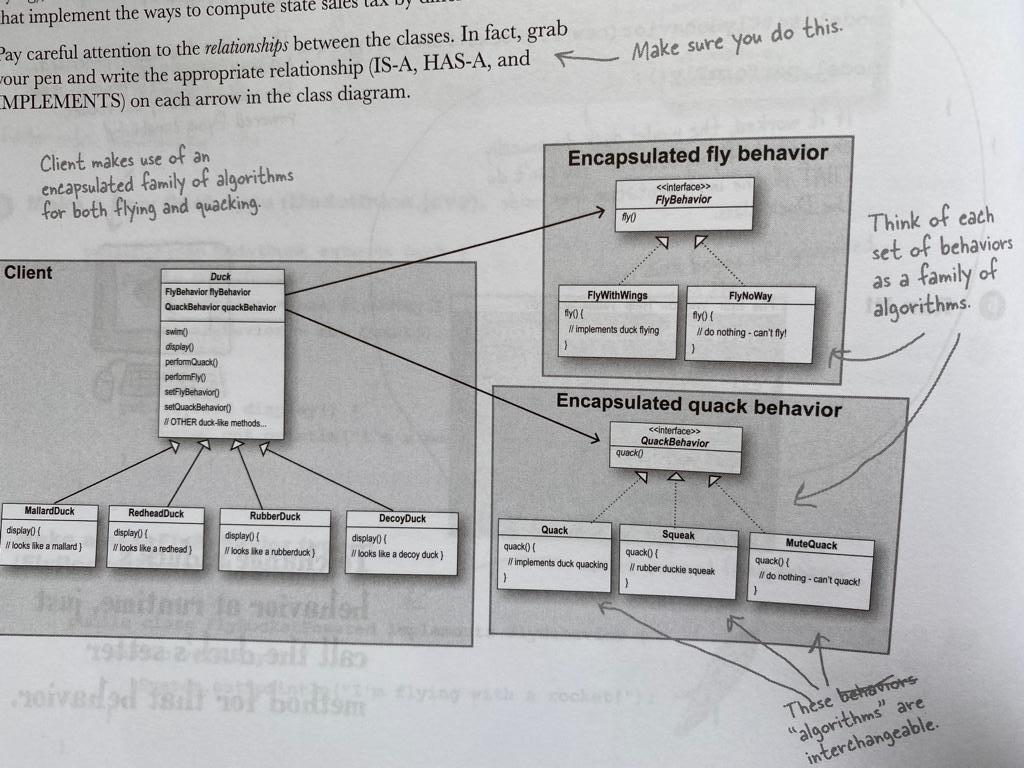 hat implement the ways to compute state sales tax by
Pay careful attention to the relationships between the classes. In fact, grab
your pen and write the appropriate relationship (IS-A, HAS-A, and
IMPLEMENTS) on each arrow in the class diagram.
Make sure you do this.
Client makes use of an
encapsulated family of algorithms
for both flying and quacking.
Encapsulated fly behavior
<<interface>>
FlyBehavior
fly()
FlyWithWings
fly() {
// implements duck flying
}
FlyNoWay
fly() {
// do nothing - can't fly!
}
Think of each
set of behaviors
as a family of
algorithms.
Client
Duck
FlyBehavior flyBehavior
QuackBehavior quackBehavior
swim()
display()
performQuack()
performFly()
setFlyBehavior()
setQuackBehavior()
// OTHER duck-like methods...
MallardDuck
display() {
// looks like a mallard }
RedheadDuck
display() {
// looks like a redhead }
RubberDuck
display() {
// looks like a rubberduck }
DecoyDuck
display() {
// looks like a decoy duck }
Encapsulated quack behavior
<<interface>>
QuackBehavior
quack()
Quack
quack() {
// implements duck quacking
}
Squeak
quack() {
// rubber duckie squeak
}
MuteQuack
quack() {
// do nothing - can't quack!
}
These behaviors
"algorithms" are
interchangeable.